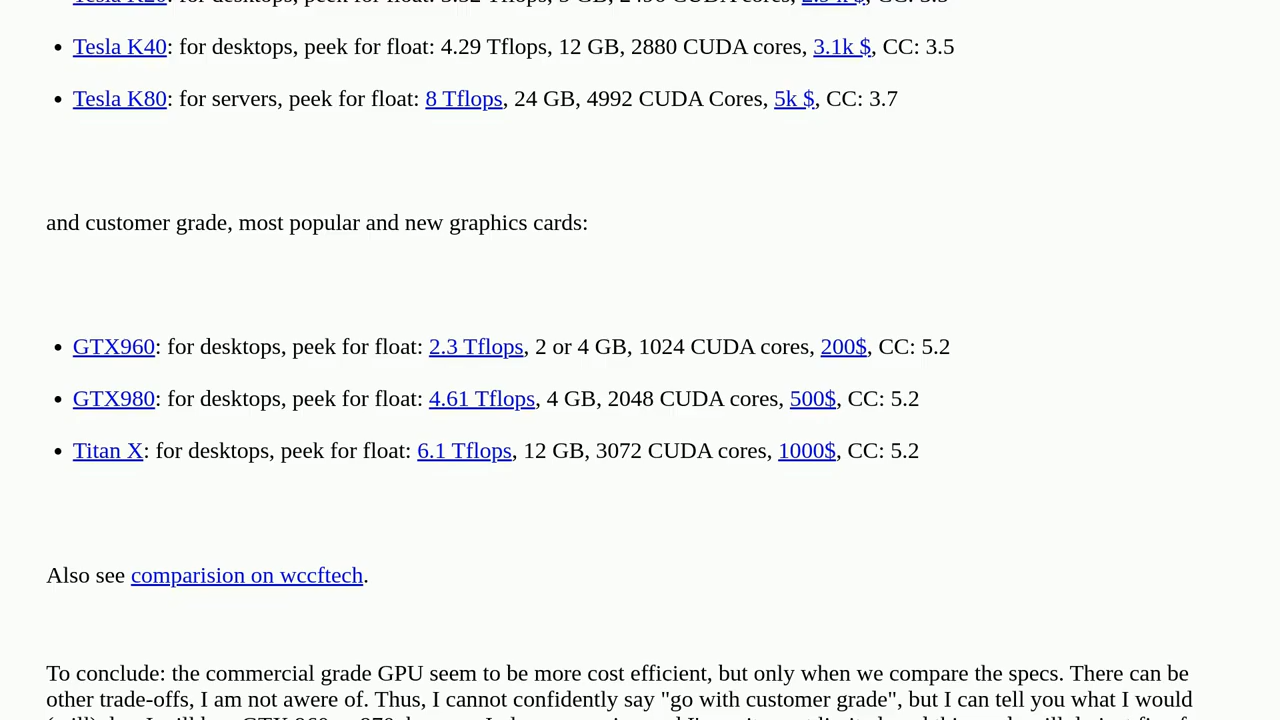 Tesla K40: for desktops, peek for float: 4.29 Tflops, 12 GB, 2880 CUDA cores, 3.1k $, CC: 3.5
Tesla K80: for servers, peek for float: 8 Tflops, 24 GB, 4992 CUDA Cores, 5k $, CC: 3.7
and customer grade, most popular and new graphics cards:
GTX960: for desktops, peek for float: 2.3 Tflops, 2 or 4 GB, 1024 CUDA cores, 200$, CC: 5.2
GTX980: for desktops, peek for float: 4.61 Tflops, 4 GB, 2048 CUDA cores, 500$, CC: 5.2
Titan X: for desktops, peek for float: 6.1 Tflops, 12 GB, 3072 CUDA cores, 1000$, CC: 5.2
Also see comparision on wccftech.
To conclude: the commercial grade GPU seem to be more cost efficient, but only when we compare the specs. There can be
other trade-offs, I am not awere of. Thus, I cannot confidently say "go with customer grade", but I can tell you what I would